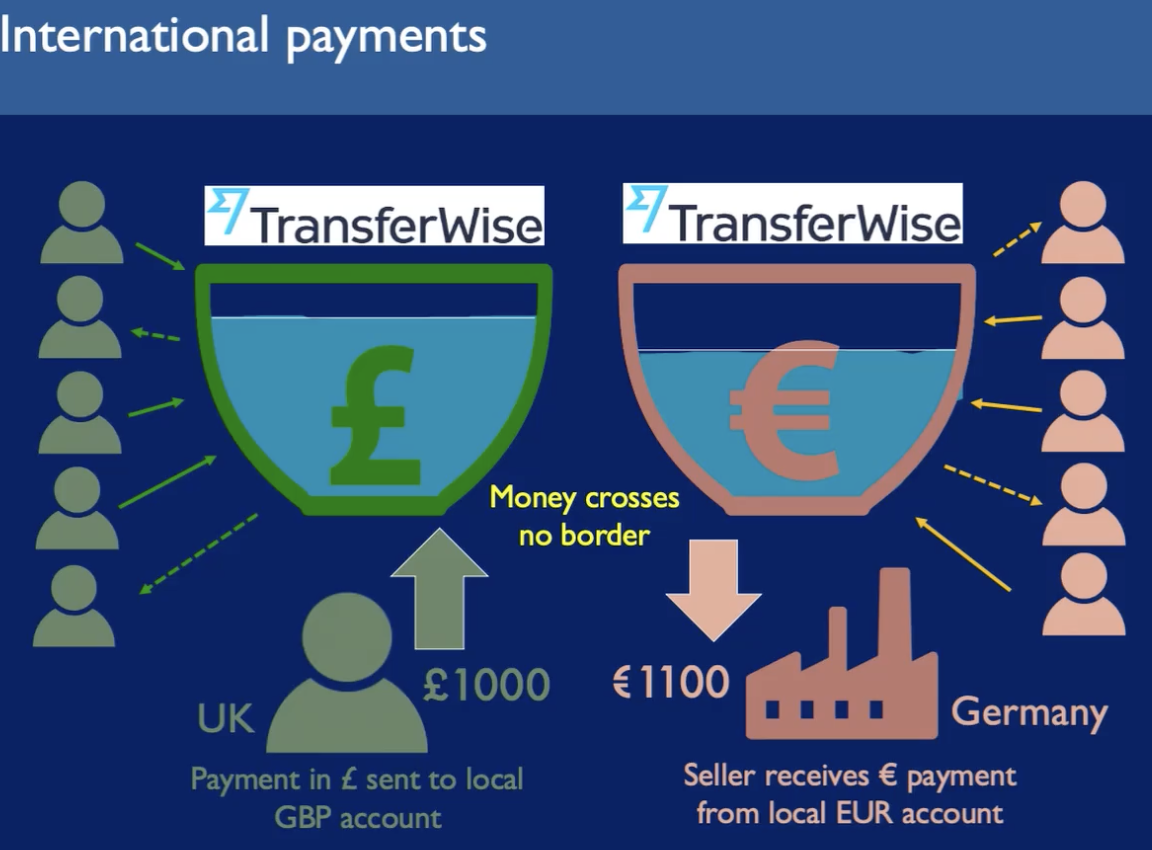 International payments
TransferWise
TransferWise
£
€
Money crosses
no border
£1000
€1100
UK
Germany
Payment in £ sent to local
GBP account
Seller receives € payment
from local EUR account